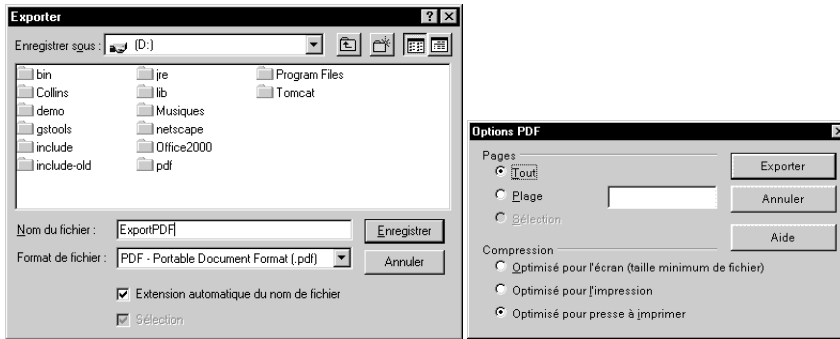 Exporter
Enregistrer sous : (D:)
bin
Collins
demo
gstools
include
include-old
jre
lib
Musiques
netscape
Office2000
pdf
Program Files
Tomcat
Nom du fichier : ExportPDF Enregistrer
Format de fichier : PDF - Portable Document Format (.pdf) Annuler
Extension automatique du nom de fichier
Sélection
Options PDF
Pages
Tout
Plage
Sélection
Exporter
Annuler
Aide
Compression
Optimisé pour l'écran (taille minimum de fichier)
Optimisé pour l'impression
Optimisé pour presse à imprimer